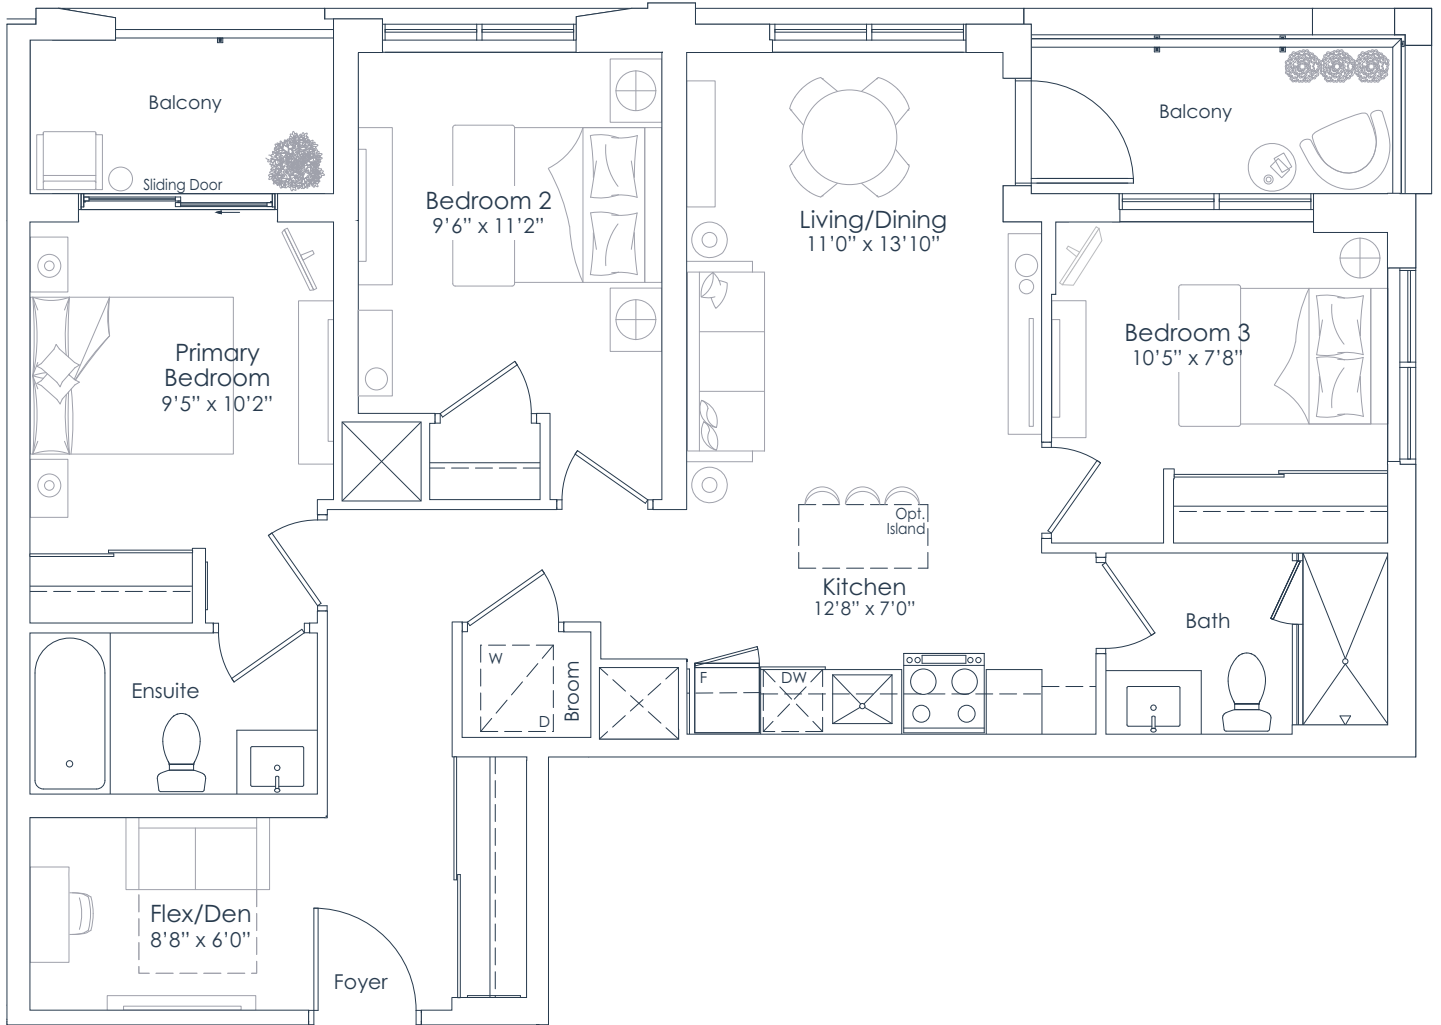 Balcony
Sliding Door
Bedroom 2
9'6" x 11'2"
Living/Dining
11'0" x 13'10"
Balcony
Primary
Bedroom
9'5" x 10'2"
Bedroom 3
10'5" x 7'8"
Opt.
Island
Kitchen
12'8" x 7'0"
Bath
Ensuite
W
D
Broom
F
DW
Flex/Den
8'8" x 6'0"
Foyer